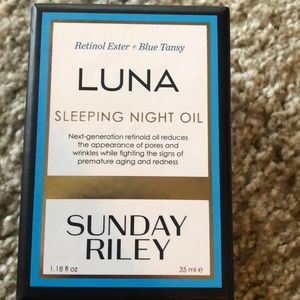 Retinol Ester + Blue Tansy
LUNA
SLEEPING NIGHT OIL
Next-generation retinoid oil reduces
the appearance of pores and
wrinkles while fighting the signs of
premature aging and redness
SUNDAY
RILEY
1.18 fl oz 35 ml e